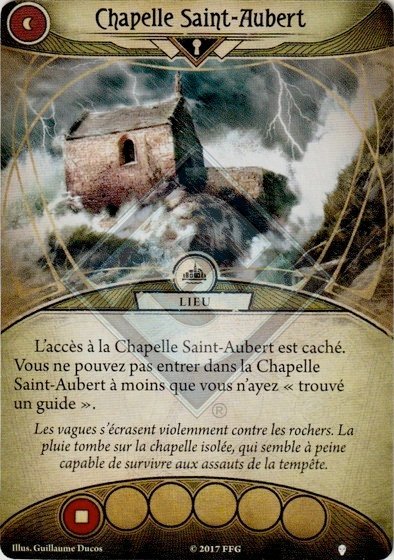 Chapelle Saint-Aubert
LIEU
L'accès à la Chapelle Saint-Aubert est caché.
Vous ne pouvez pas entrer dans la Chapelle
Saint-Aubert à moins que vous n'ayez « trouvé
un guide ».
Les vagues s'écrasent violemment contre les rochers. La
pluie tombe sur la chapelle isolée, qui semble à peine
capable de survivre aux assauts de la tempête.
Illus. Guillaume Ducos
© 2017 FFG